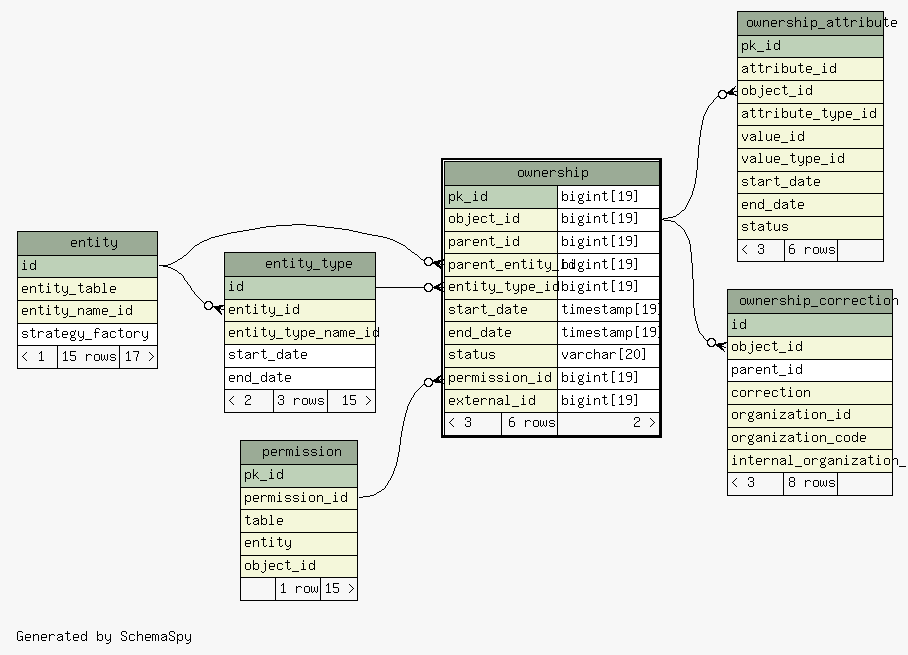 entity
id
entity_table
entity_name_id
strategy_factory
< 1 15 rows 17 >
entity_type
id
entity_id
entity_type_name_id
start_date
end_date
< 2 3 rows 15 >
permission
pk_id
permission_id
table
entity
object_id
1 row 15 >
ownership
pk_id bigint[19]
object_id bigint[19]
parent_id bigint[19]
parent_entity_id bigint[19]
entity_type_id bigint[19]
start_date timestamp[19]
end_date timestamp[19]
status varchar[20]
permission_id bigint[19]
external_id bigint[19]
< 3 6 rows 2 >
ownership_attribute
pk_id
attribute_id
object_id
attribute_type_id
value_id
value_type_id
start_date
end_date
status
< 3 6 rows
ownership_correction
id
object_id
parent_id
correction
organization_id
organization_code
internal_organization_
< 3 8 rows
Generated by SchemaSpy